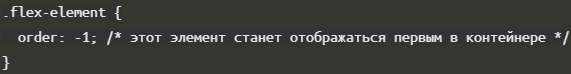 .flex-element {
  order: -1; /* этот элемент станет отображаться первым в контейнере */
}